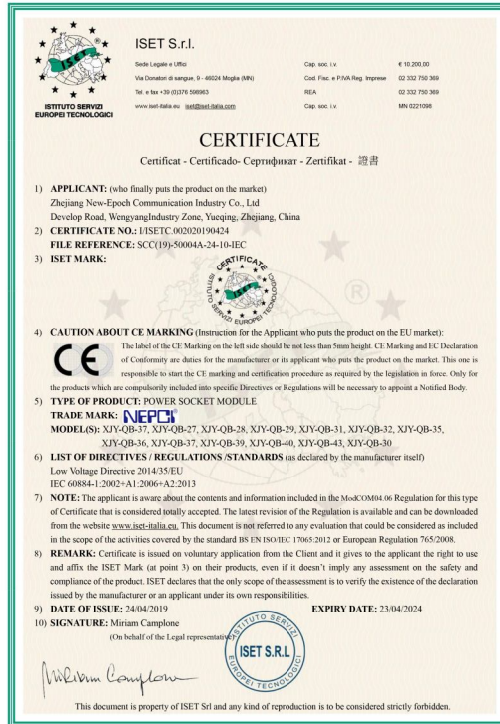 ISET S.r.l.
Sede Legale e Uffici
Via Donatori di sangue, 9 - 46024 Moglia (MN)
Tel. e fax +39 (0)376 598963
www.iset-italia.eu iset@iset-italia.com
Cap. soc. i.v. € 10.200,00
Cod. Fisc. e P.IVA Reg. Imprese 02 332 750 369
REA 02 332 750 369
Cap. soc. i.v. MN 0221098
ISET
ISTITUTO SERVIZI
EUROPEI TECNOLOGICI
CERTIFICATE
Certificat - Certificado- Сертификат - Zertifikat - 證書
1) APPLICANT: (who finally puts the product on the market)
Zhejiang New-Epoch Communication Industry Co., Ltd
Develop Road, WengyangIndustry Zone, Yueqing, Zhejiang, China
2) CERTIFICATE NO.: I/ISETC.002020190424
FILE REFERENCE: SCC(19)-50004A-24-10-IEC
3) ISET MARK:
CERTIFICATE
ISET
ISTITUTO SERVIZI EUROPEI TECNOLOGICI
®
4) CAUTION ABOUT CE MARKING (Instruction for the Applicant who puts the product on the EU market):
CE
The label of the CE Marking on the left side should be not less than 5mm height. CE Marking and EC Declaration
of Conformity are duties for the manufacturer or its applicant who puts the product on the market. This one is
responsible to start the CE marking and certification procedure as required by the legislation in force. Only for
the products which are compulsorily included into specific Directives or Regulations will be necessary to appoint a Notified Body.
5) TYPE OF PRODUCT: POWER SOCKET MODULE
TRADE MARK: NEPCI
MODEL(S): XJY-QB-37, XJY-QB-27, XJY-QB-28, XJY-QB-29, XJY-QB-31, XJY-QB-32, XJY-QB-35,
XJY-QB-36, XJY-QB-37, XJY-QB-39, XJY-QB-40, XJY-QB-43, XJY-QB-30
6) LIST OF DIRECTIVES / REGULATIONS /STANDARDS (as declared by the manufacturer itself)
Low Voltage Directive 2014/35/EU
IEC 60884-1:2002+A1:2006+A2:2013
7) NOTE: The applicant is aware about the contents and information included in the ModCOM04.06 Regulation for this type
of Certificate that is considered totally accepted. The latest revision of the Regulation is available and can be downloaded
from the website www.iset-italia.eu. This document is not referred to any evaluation that could be considered as included
in the scope of the activities covered by the standard BS EN ISO/IEC 17065:2012 or European Regulation 765/2008.
8) REMARK: Certificate is issued on voluntary application from the Client and it gives to the applicant the right to use
and affix the ISET Mark (at point 3) on their products, even if it doesn't imply any assessment on the safety and
compliance of the product. ISET declares that the only scope of theassessment is to verify the existence of the declaration
issued by the manufacturer or an applicant under its own responsibilities.
9) DATE OF ISSUE: 24/04/2019 EXPIRY DATE: 23/04/2024
10) SIGNATURE: Miriam Camplone
(On behalf of the Legal representative)
ISTITUTO SERVIZI
ISET S.R.L
EUROPEI TECNOLOGICI
Miriam Camplone
This document is property of ISET Srl and any kind of reproduction is to be considered strictly forbidden.